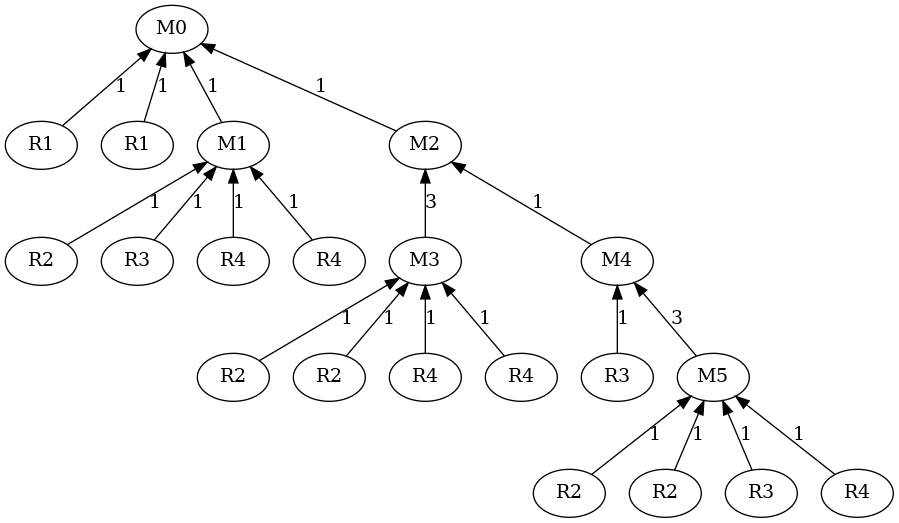 M0
1 1 1 1
R1 R1 M1 M2
1 1 1 1 3 1
R2 R3 R4 R4 M3 M4
1 1 1 1 1 3
R2 R2 R4 R4 R3 M5
1 1 1 1
R2 R2 R3 R4